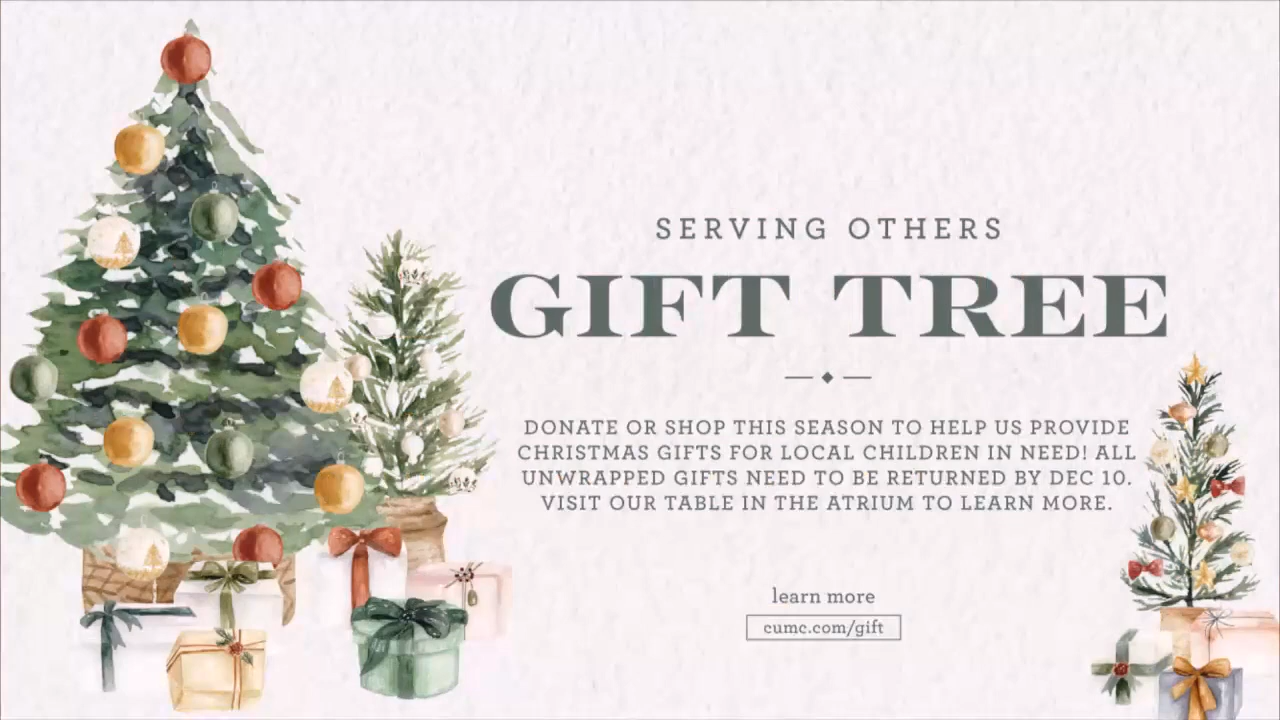 SERVING OTHERS
GIFT TREE
DONATE OR SHOP THIS SEASON TO HELP US PROVIDE
CHRISTMAS GIFTS FOR LOCAL CHILDREN IN NEED! ALL
UNWRAPPED GIFTS NEED TO BE RETURNED BY DEC 10.
VISIT OUR TABLE IN THE ATRIUM TO LEARN MORE.
learn more
cumc.com/gift